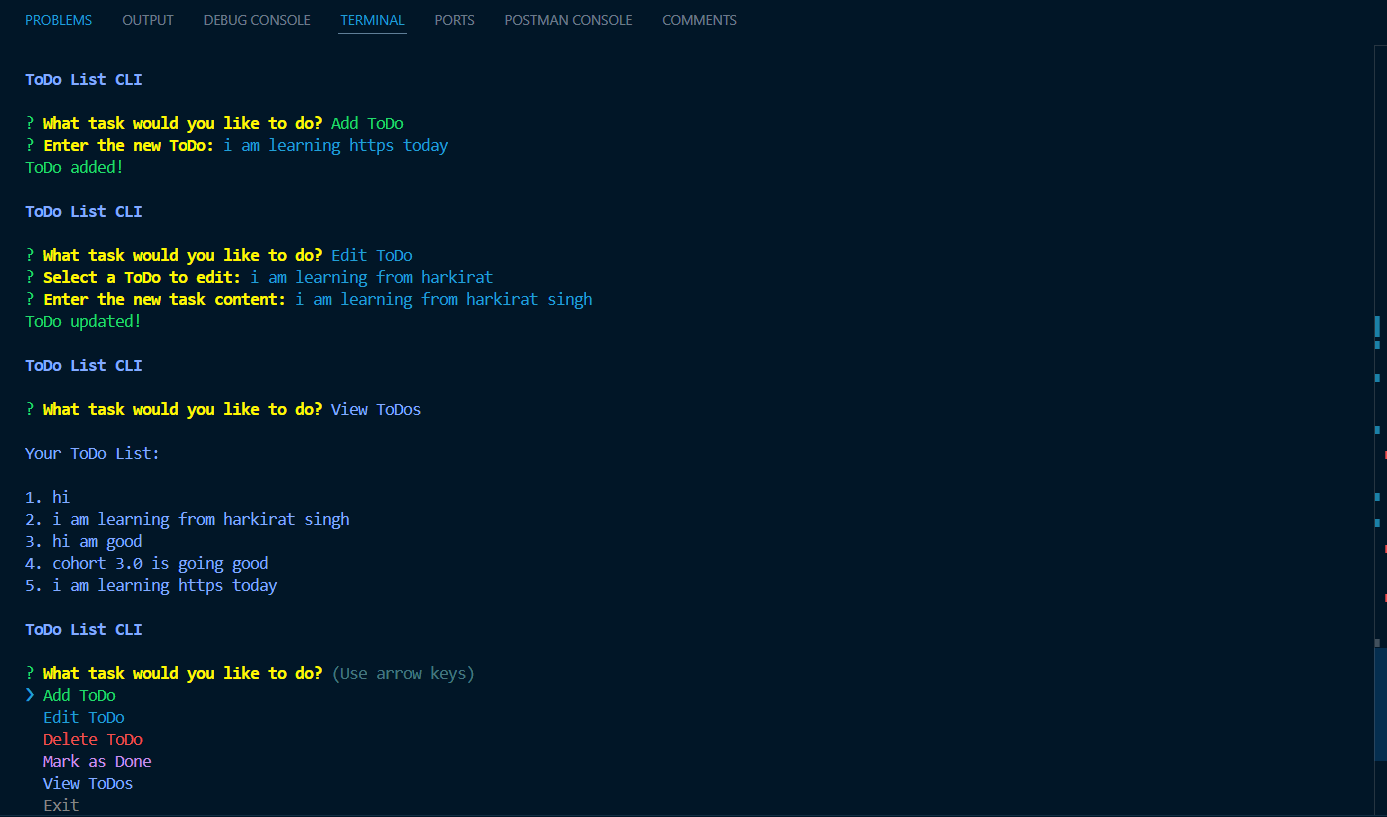 PROBLEMS OUTPUT DEBUG CONSOLE TERMINAL PORTS POSTMAN CONSOLE COMMENTS
ToDo List CLI
? What task would you like to do? Add ToDo
? Enter the new ToDo: i am learning https today
ToDo added!
ToDo List CLI
? What task would you like to do? Edit ToDo
? Select a ToDo to edit: i am learning from harkirat
? Enter the new task content: i am learning from harkirat singh
ToDo updated!
ToDo List CLI
? What task would you like to do? View ToDos
Your ToDo List:
1. hi
2. i am learning from harkirat singh
3. hi am good
4. cohort 3.0 is going good
5. i am learning https today
ToDo List CLI
? What task would you like to do? (Use arrow keys)
❯ Add ToDo
Edit ToDo
Delete ToDo
Mark as Done
View ToDos
Exit